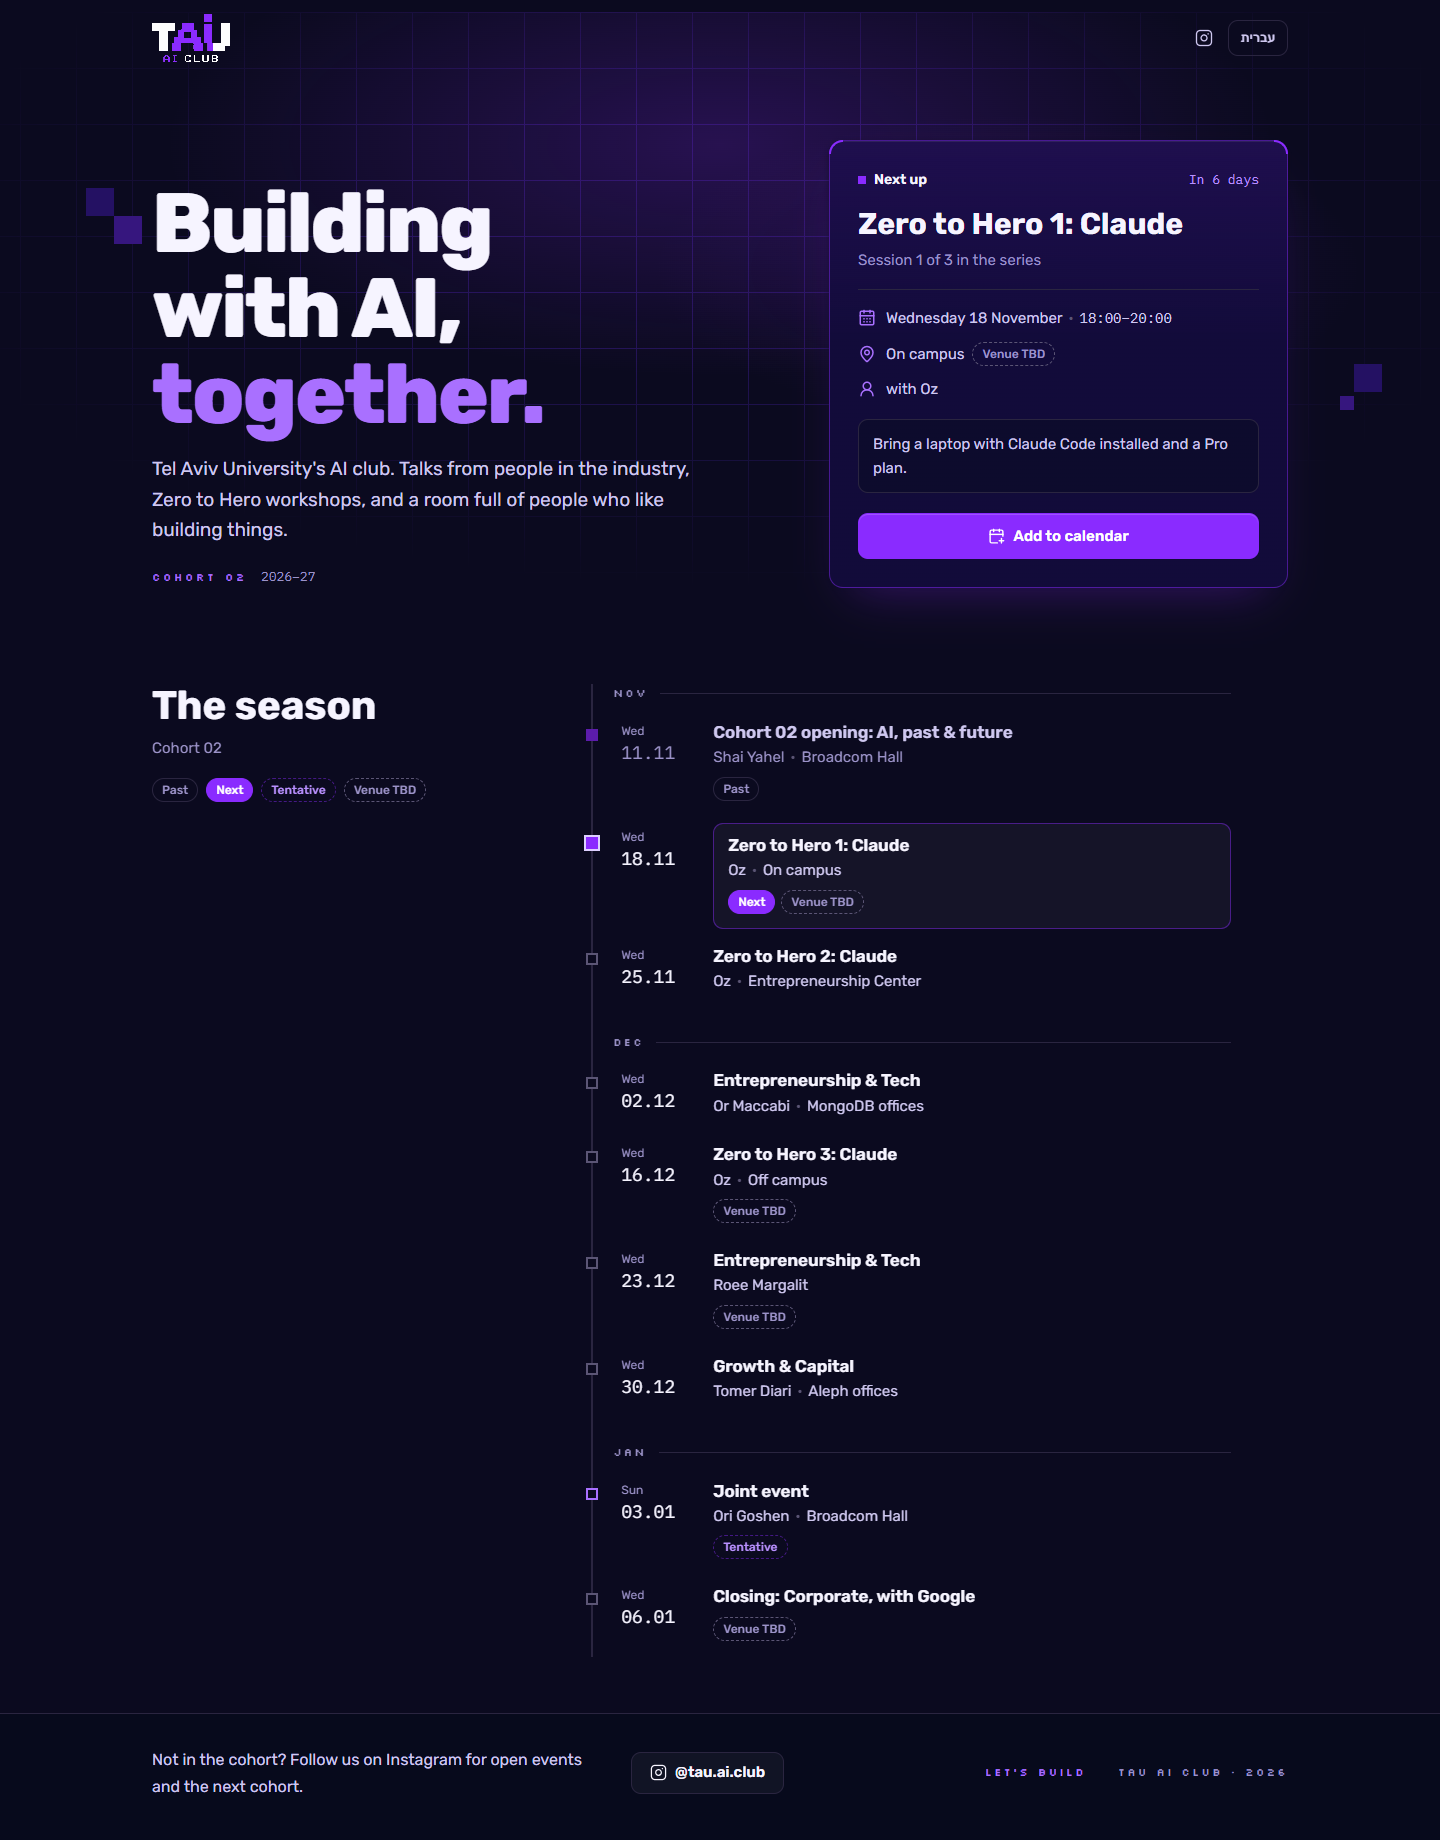 TAU
AI CLUB
עברית
Building
with AI,
together.
Tel Aviv University's AI club. Talks from people in the industry,
Zero to Hero workshops, and a room full of people who like
building things.
COHORT 02 2026–27
Next up In 6 days
Zero to Hero 1: Claude
Session 1 of 3 in the series
Wednesday 18 November · 18:00–20:00
On campus Venue TBD
with Oz
Bring a laptop with Claude Code installed and a Pro
plan.
Add to calendar
The season
Cohort 02
Past Next Tentative Venue TBD
NOV
Wed
11.11
Cohort 02 opening: AI, past & future
Shai Yahel · Broadcom Hall
Past
Wed
18.11
Zero to Hero 1: Claude
Oz · On campus
Next Venue TBD
Wed
25.11
Zero to Hero 2: Claude
Oz · Entrepreneurship Center
DEC
Wed
02.12
Entrepreneurship & Tech
Or Maccabi · MongoDB offices
Wed
16.12
Zero to Hero 3: Claude
Oz · Off campus
Venue TBD
Wed
23.12
Entrepreneurship & Tech
Roee Margalit
Venue TBD
Wed
30.12
Growth & Capital
Tomer Diari · Aleph offices
JAN
Sun
03.01
Joint event
Ori Goshen · Broadcom Hall
Tentative
Wed
06.01
Closing: Corporate, with Google
Venue TBD
Not in the cohort? Follow us on Instagram for open events
and the next cohort.
@tau.ai.club
LET'S BUILD TAU AI CLUB · 2026